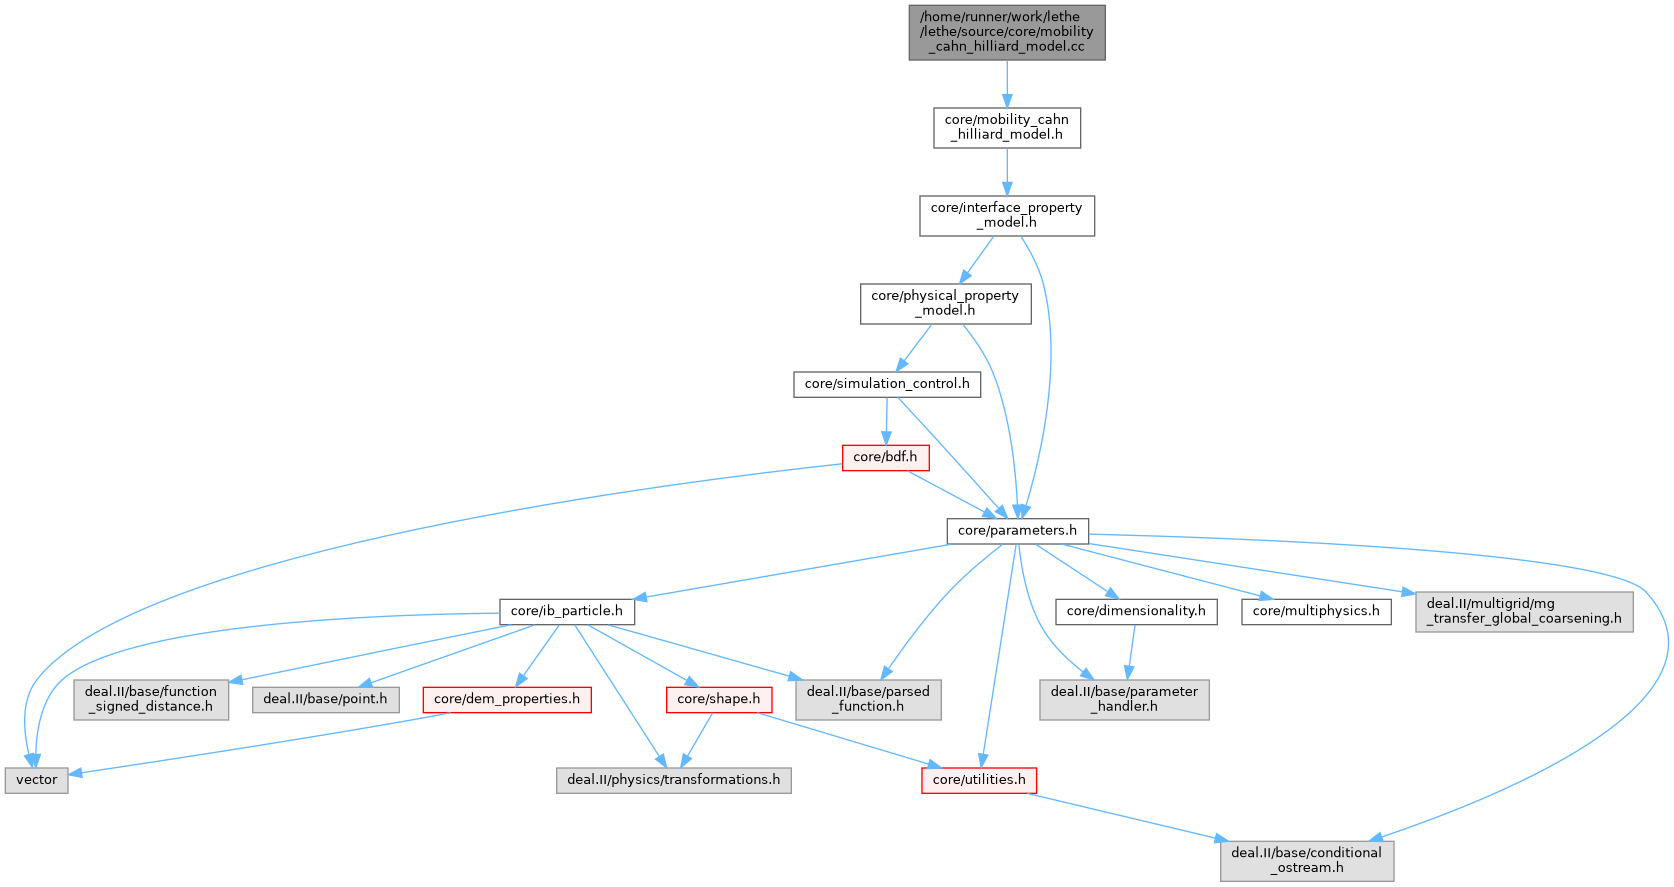 /home/runner/work/lethe
/lethe/source/core/mobility
_cahn_hilliard_model.cc
core/mobility_cahn
_hilliard_model.h
core/interface_property
_model.h
core/physical_property
_model.h
core/simulation_control.h
core/bdf.h
core/parameters.h
core/ib_particle.h
core/dimensionality.h
core/multiphysics.h
deal.II/multigrid/mg
_transfer_global_coarsening.h
deal.II/base/function
_signed_distance.h
deal.II/base/point.h
core/dem_properties.h
core/shape.h
deal.II/base/parsed
_function.h
deal.II/base/parameter
_handler.h
vector
deal.II/physics/transformations.h
core/utilities.h
deal.II/base/conditional
_ostream.h